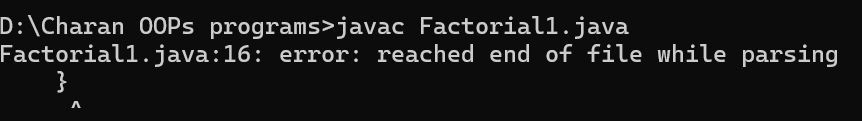 D:\Charan OOPs programs>javac Factorial1.java
Factorial1.java:16: error: reached end of file while parsing
    }
     ^